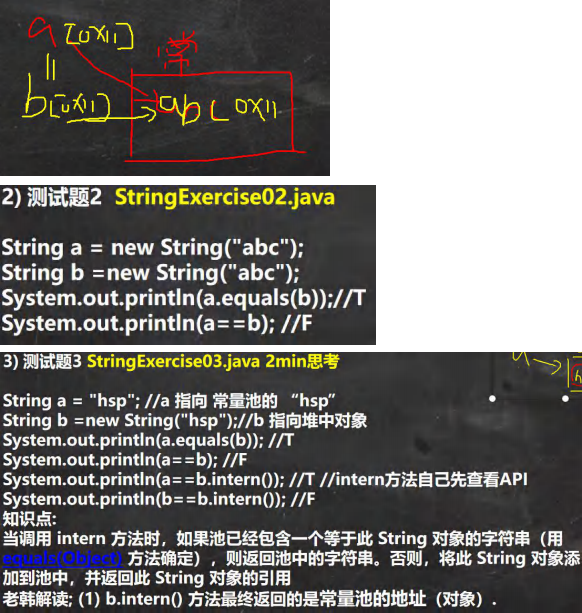 a [0x11]
常
||
b[0x11]
abc 0x11
2) 测试题2 StringExercise02.java
String a = new String("abc");
String b =new String("abc");
System.out.println(a.equals(b));//T
System.out.println(a==b); //F
3) 测试题3 StringExercise03.java 2min思考
a
String a = "hsp"; //a 指向 常量池的 “hsp”
String b =new String("hsp");//b 指向堆中对象
System.out.println(a.equals(b)); //T
System.out.println(a==b); //F
System.out.println(a==b.intern()); //T //intern方法自己先查看API
System.out.println(b==b.intern()); //F
知识点:
当调用 intern 方法时，如果池已经包含一个等于此 String 对象的字符串（用
equals(Object) 方法确定），则返回池中的字符串。否则，将此 String 对象添
加到池中，并返回此 String 对象的引用
老韩解读; (1) b.intern() 方法最终返回的是常量池的地址（对象）.